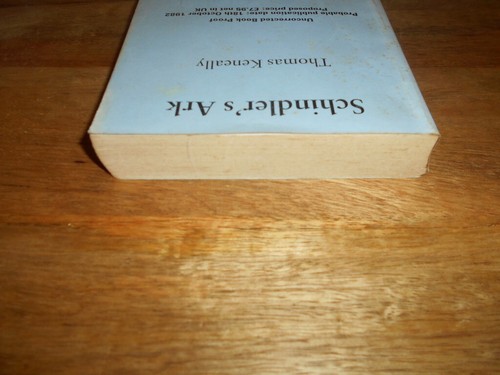 Schindler's Ark
Thomas Keneally
Uncorrected Book Proof
Probable publication date: 18th October 1982
Proposed price: £7.95 net in UK